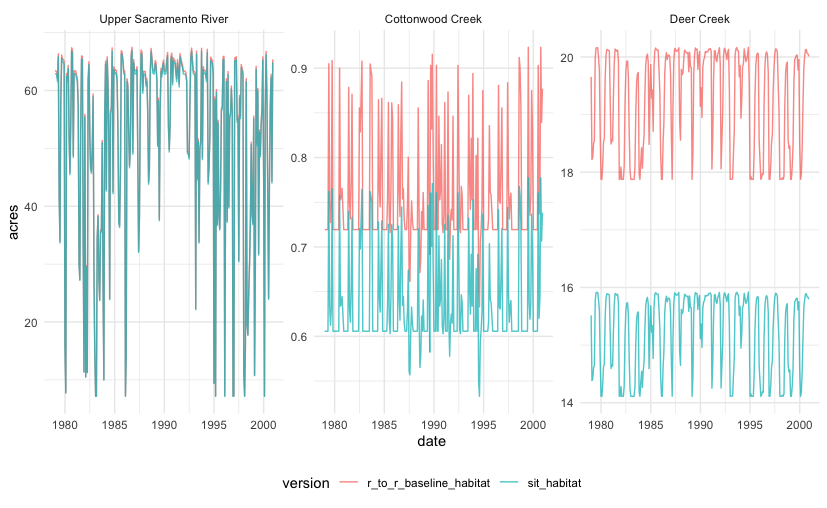 Upper Sacramento River
Cottonwood Creek
Deer Creek
acres
60
40
20
0.9
0.8
0.7
0.6
20
18
16
14
1980 1985 1990 1995 2000
1980 1985 1990 1995 2000
1980 1985 1990 1995 2000
date
version r_to_r_baseline_habitat sit_habitat